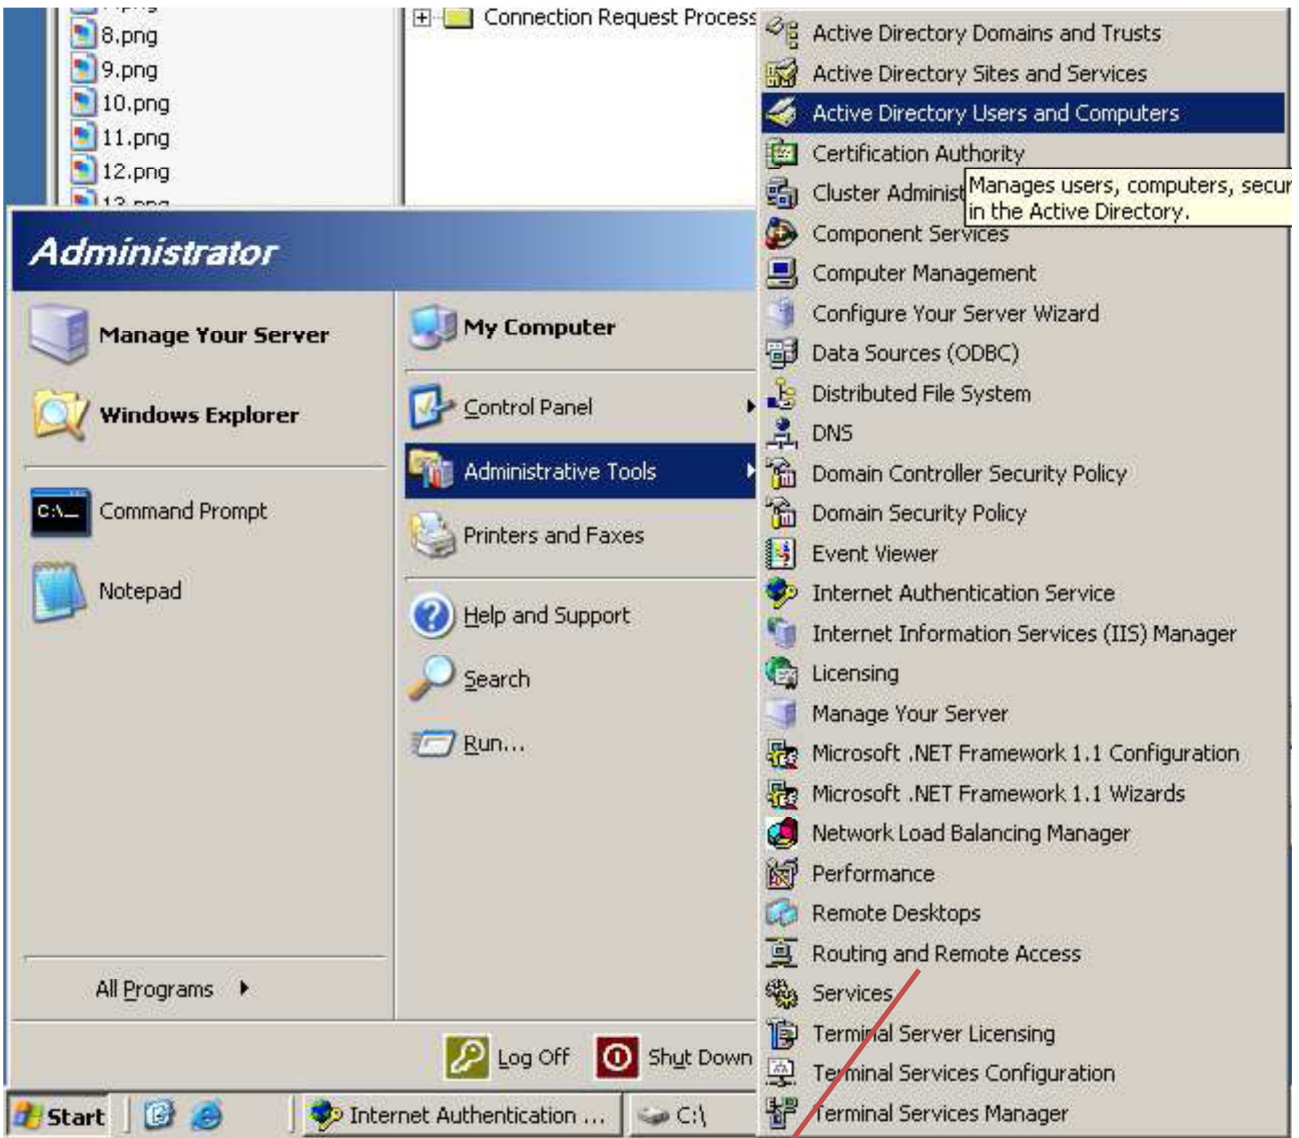 8.png
9.png
10.png
11.png
12.png
13.png
Connection Request Process
Administrator
Manage Your Server
Windows Explorer
Command Prompt
Notepad
All Programs
My Computer
Control Panel
Administrative Tools
Printers and Faxes
Help and Support
Search
Run...
Log Off
Shut Down
Active Directory Domains and Trusts
Active Directory Sites and Services
Active Directory Users and Computers
Certification Authority
Cluster Administ
Manages users, computers, secur
in the Active Directory.
Component Services
Computer Management
Configure Your Server Wizard
Data Sources (ODBC)
Distributed File System
DNS
Domain Controller Security Policy
Domain Security Policy
Event Viewer
Internet Authentication Service
Internet Information Services (IIS) Manager
Licensing
Manage Your Server
Microsoft .NET Framework 1.1 Configuration
Microsoft .NET Framework 1.1 Wizards
Network Load Balancing Manager
Performance
Remote Desktops
Routing and Remote Access
Services
Terminal Server Licensing
Terminal Services Configuration
Terminal Services Manager
Start
Internet Authentication ...
C:\